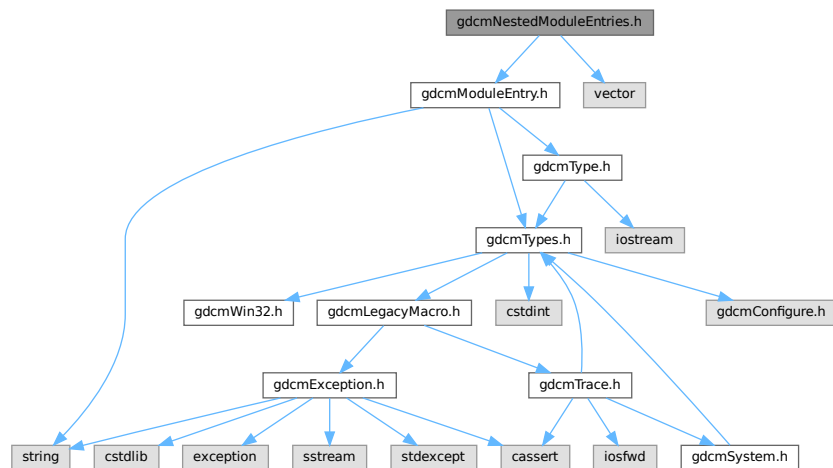 gdcmNestedModuleEntries.h
gdcmModuleEntry.h
vector
gdcmType.h
gdcmTypes.h
iostream
gdcmWin32.h
gdcmLegacyMacro.h
cstdint
gdcmConfigure.h
gdcmException.h
gdcmTrace.h
string
cstdlib
exception
sstream
stdexcept
cassert
iosfwd
gdcmSystem.h